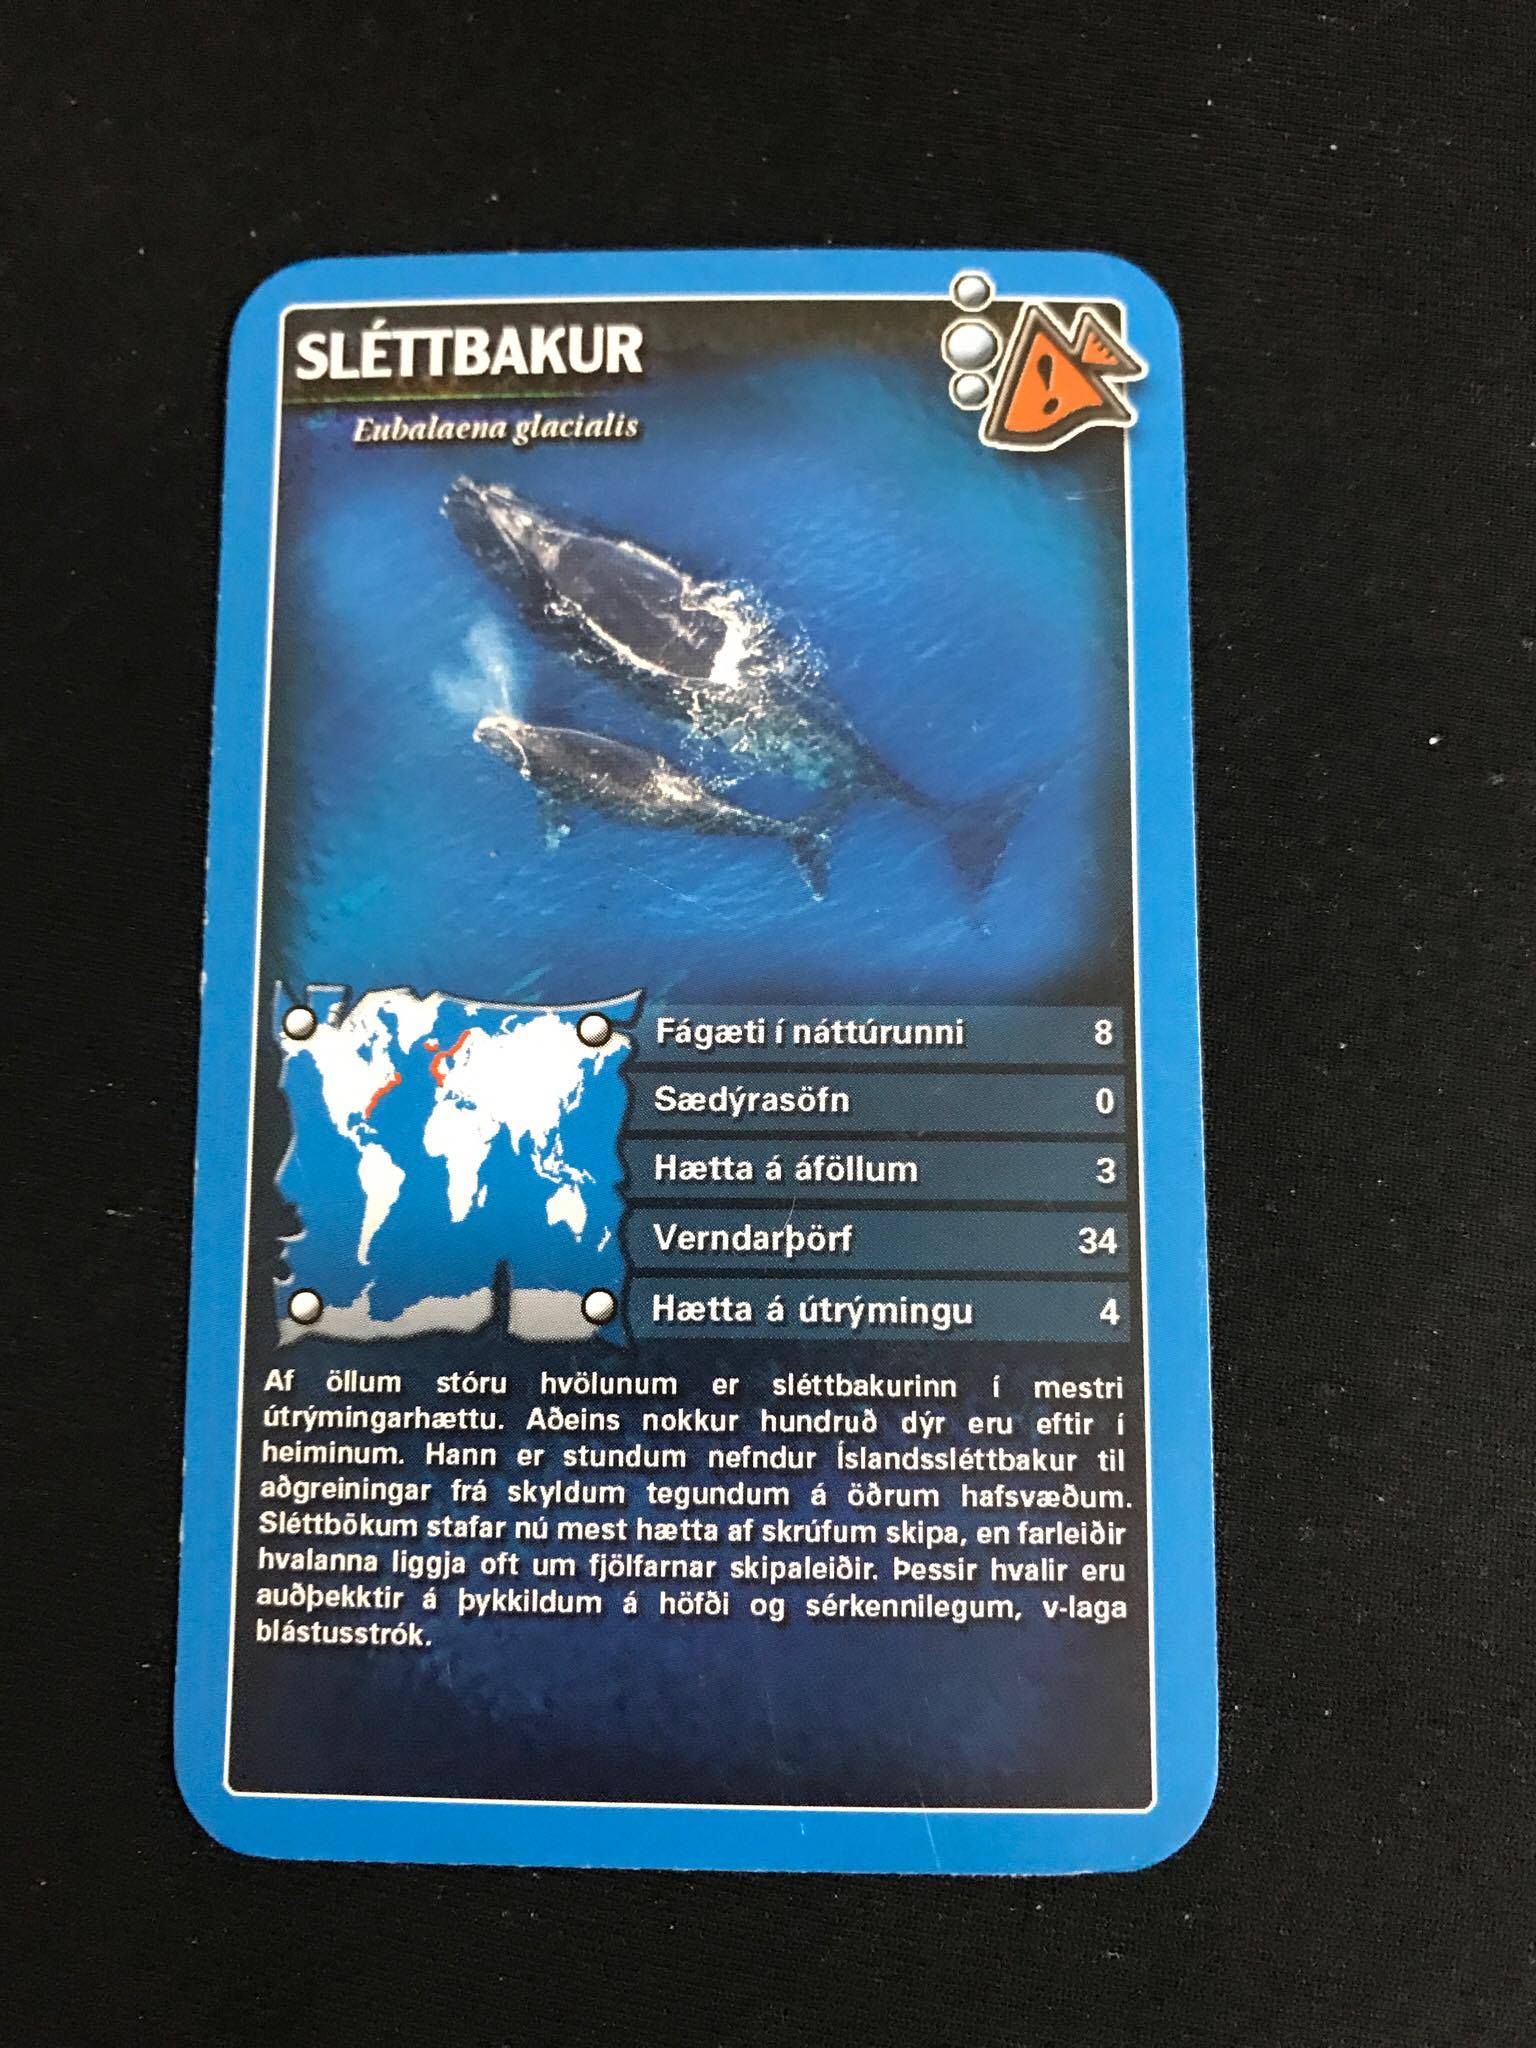 SLÉTTBAKUR
Eubalaena glacialis
Fágæti í náttúrunni 8
Sædýrasöfn 0
Hætta á áföllum 3
Verndarþörf 34
Hætta á útrýmingu 4
Af öllum stóru hvölunum er sléttbakurinn í mestri
útrýmingarhættu. Aðeins nokkur hundruð dýr eru eftir í
heiminum. Hann er stundum nefndur Íslandssléttbakur til
aðgreiningar frá skyldum tegundum á öðrum hafsvæðum.
Sléttbökum stafar nú mest hætta af skrúfum skipa, en farleiðir
hvalanna liggja oft um fjölfarnar skipaleiðir. Þessir hvalir eru
auðþekktir á þykkildum á höfði og sérkennilegum, v-laga
blástusstrók.